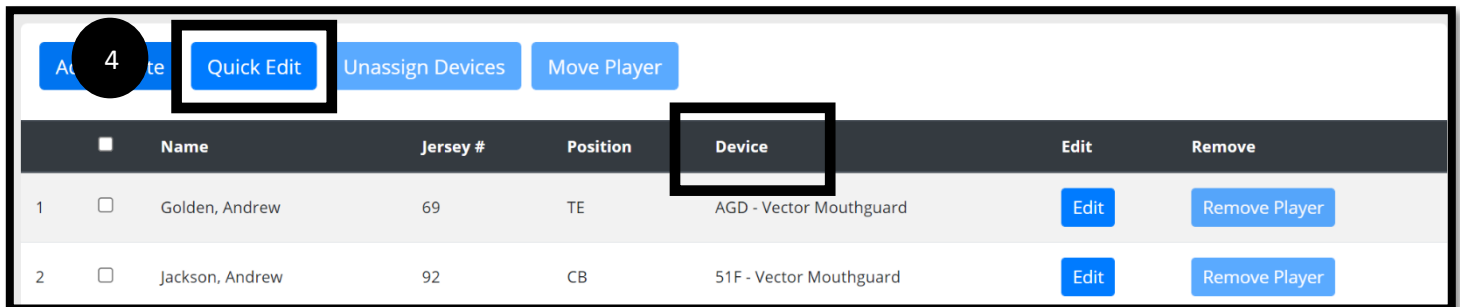 4 Quick Edit Unassign Devices Move Player
Name Jersey # Position Device Edit Remove
1 Golden, Andrew 69 TE AGD - Vector Mouthguard Edit Remove Player
2 Jackson, Andrew 92 CB 51F - Vector Mouthguard Edit Remove Player